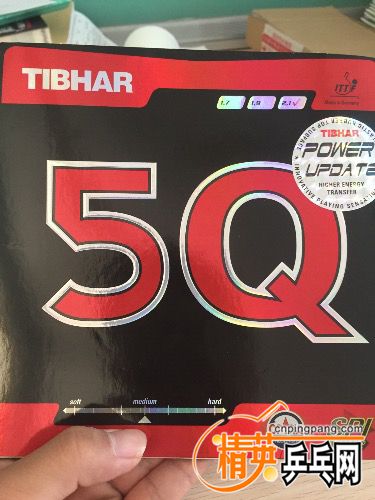 TIBHAR
ITTF
Made in Germany
1.7 1.9 2.1
TIBHAR
POWER
UPDATE
HIGHER ENERGY
TRANSFER
5Q
soft medium hard
cnpingpang.com
精英乒乓网